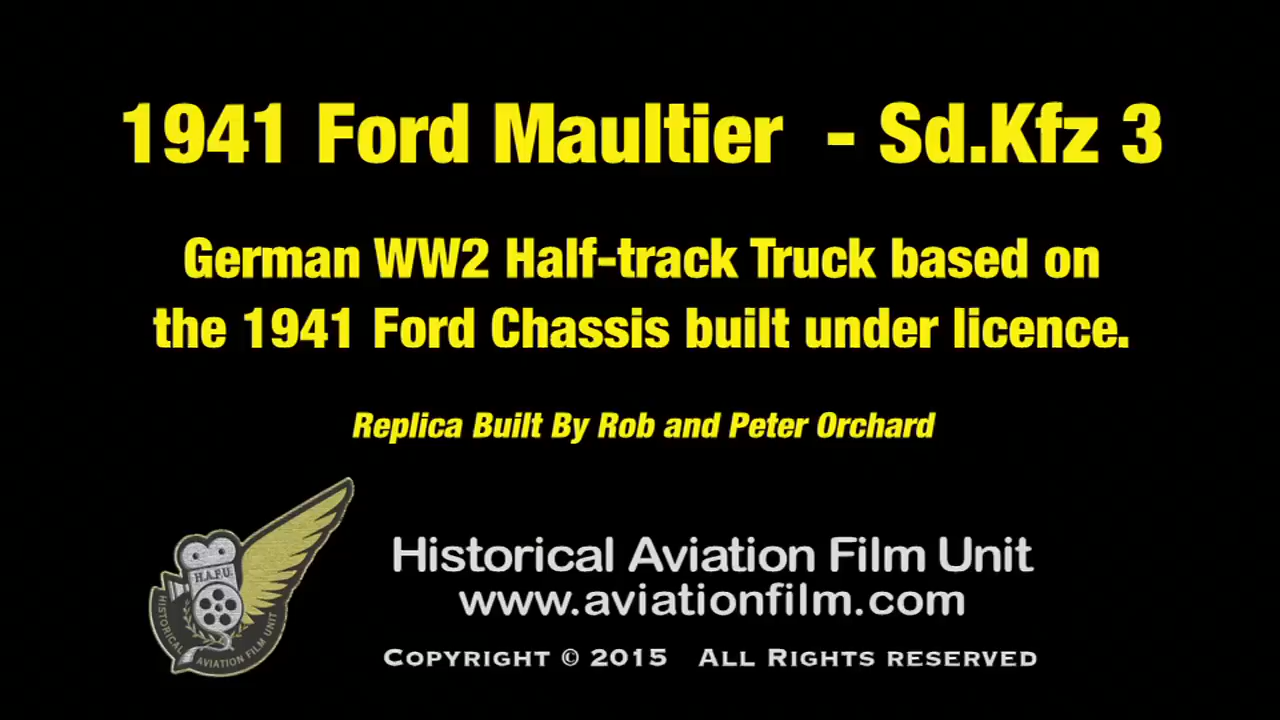 1941 Ford Maultier - Sd.Kfz 3
German WW2 Half-track Truck based on
the 1941 Ford Chassis built under licence.
Replica Built By Rob and Peter Orchard
H.A.F.U.
HISTORICAL AVIATION FILM UNIT
Historical Aviation Film Unit
www.aviationfilm.com
COPYRIGHT © 2015 ALL RIGHTS RESERVED